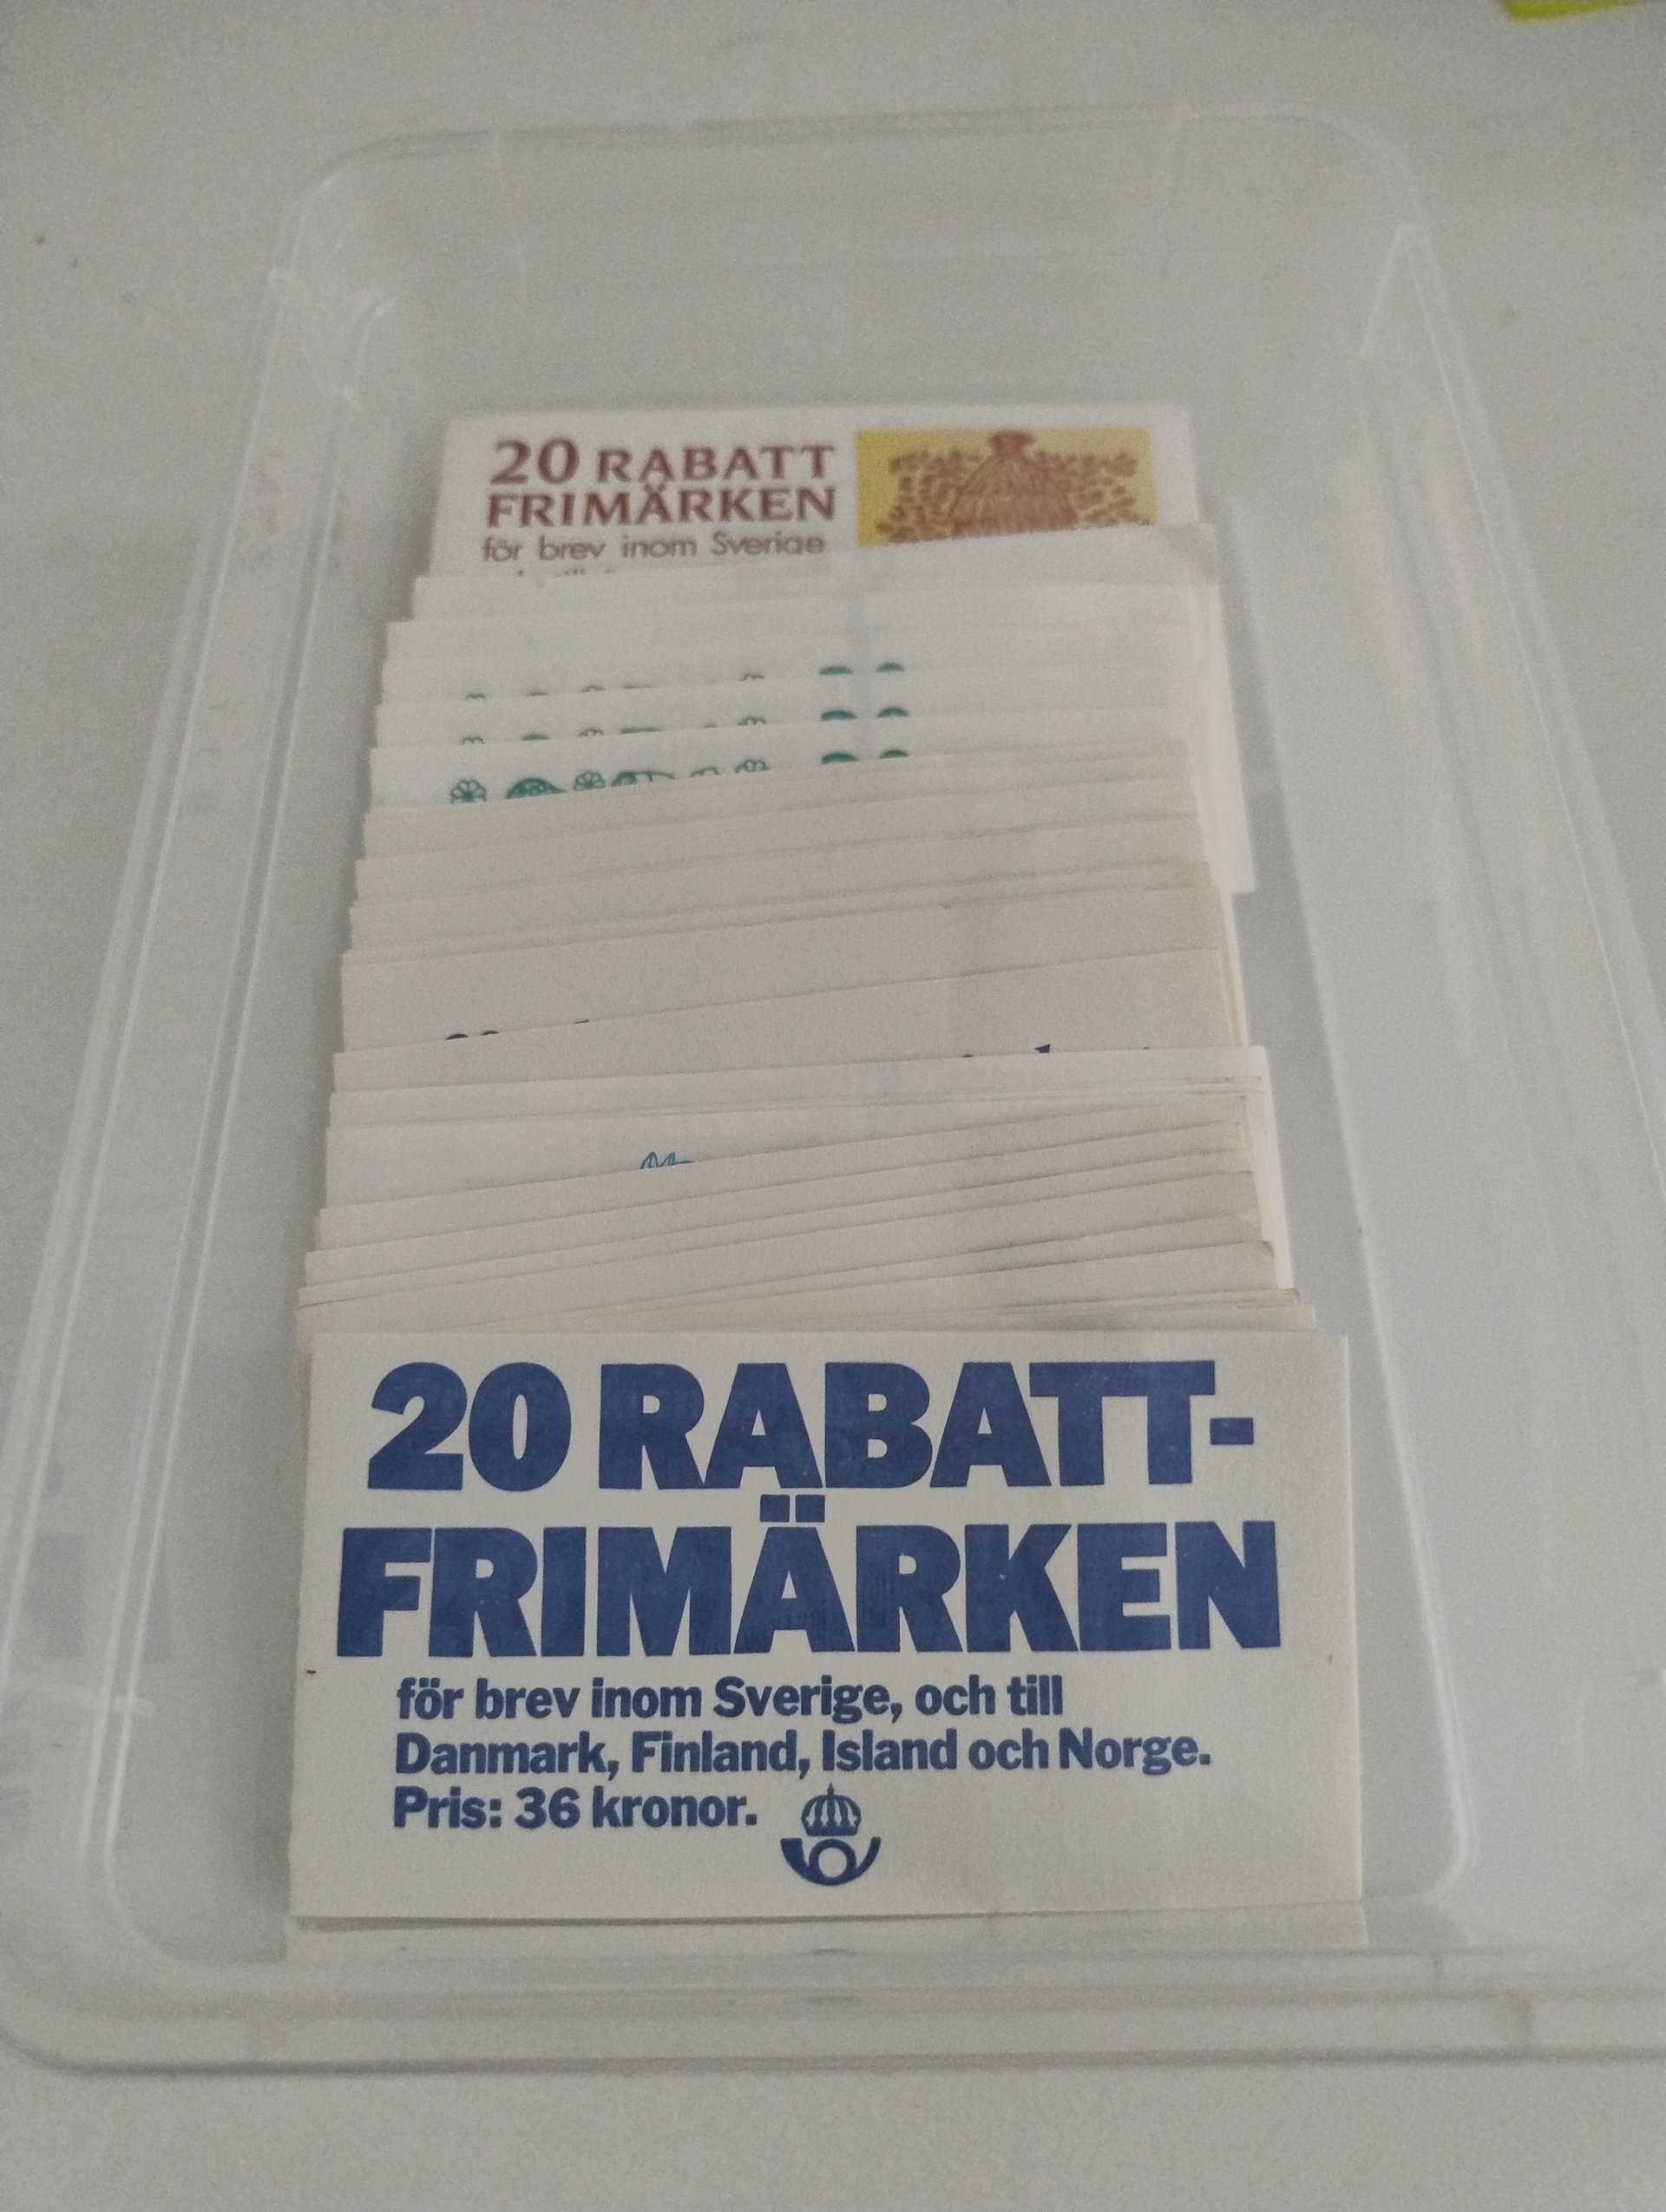 20 RABATT
FRIMÄRKEN
för brev inom Sverige
20 RABATT-
FRIMÄRKEN
för brev inom Sverige, och till
Danmark, Finland, Island och Norge.
Pris: 36 kronor.